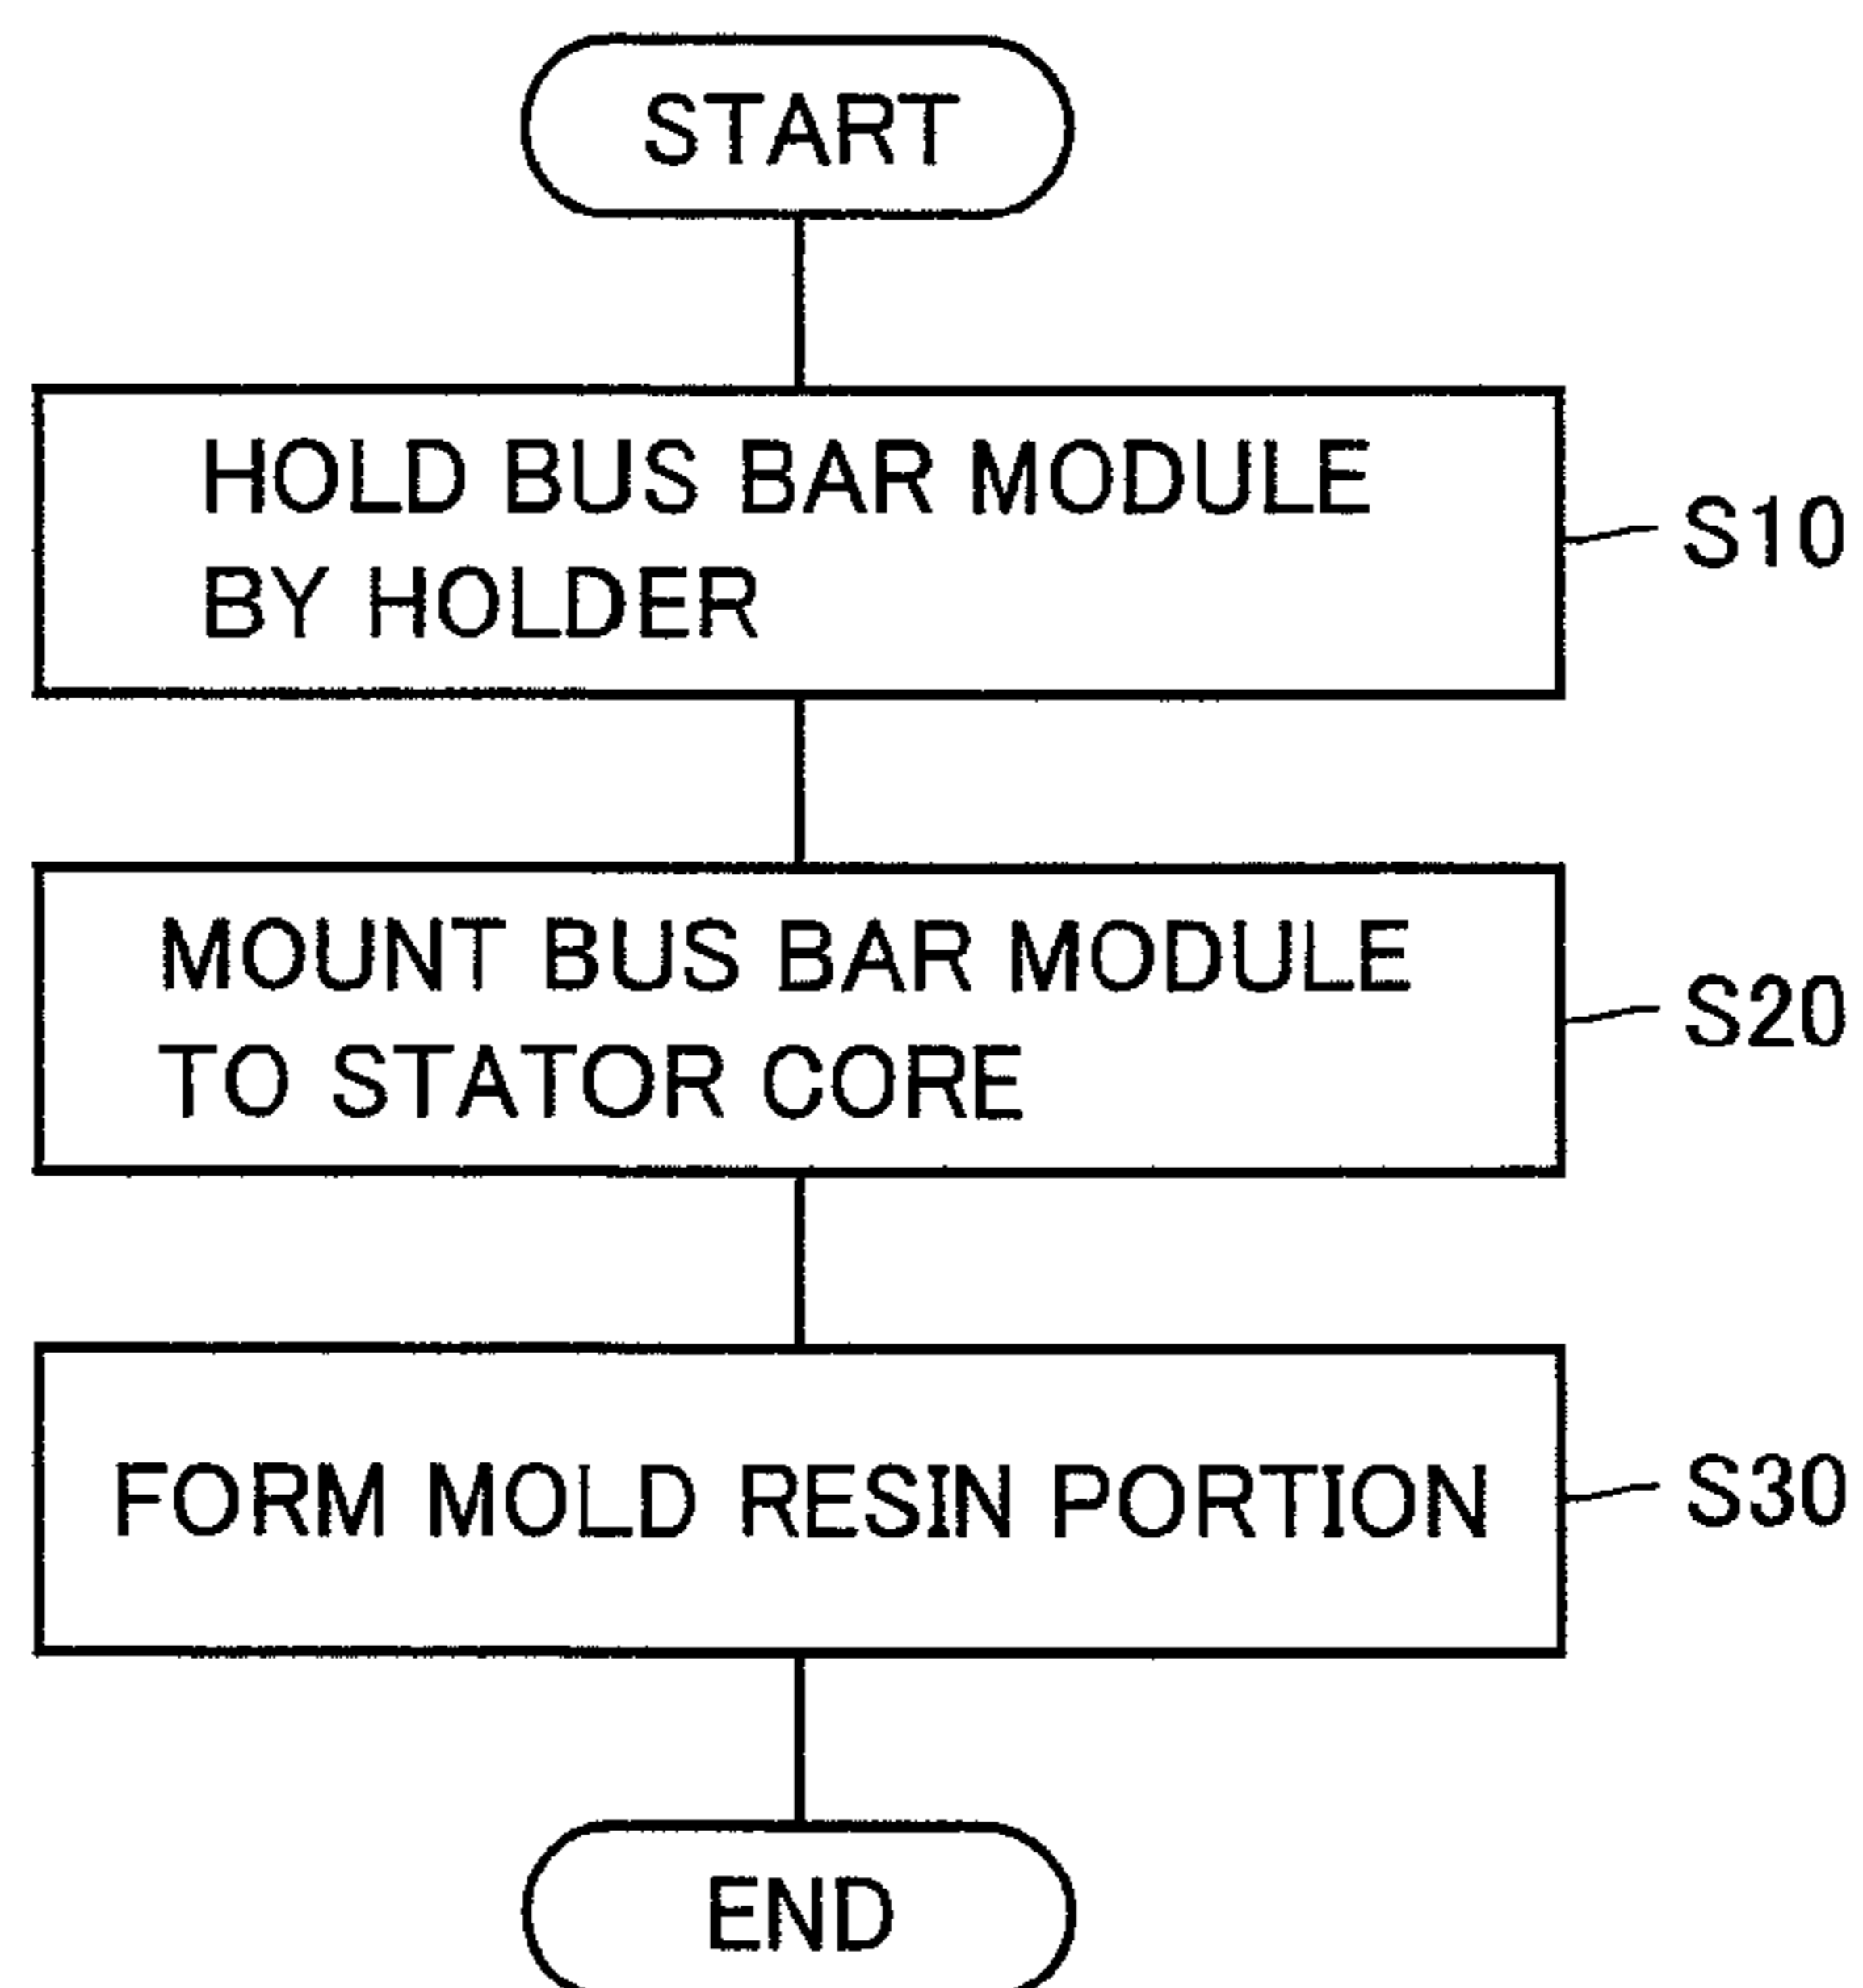 START
HOLD BUS BAR MODULE
BY HOLDER
S10
MOUNT BUS BAR MODULE
TO STATOR CORE
S20
FORM MOLD RESIN PORTION
S30
END